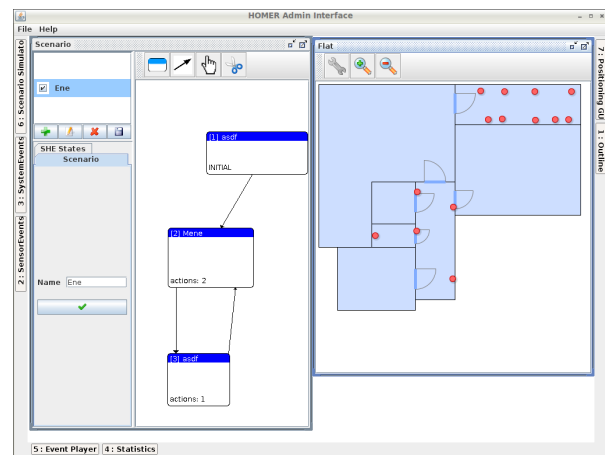 HOMER Admin Interface
File Help
Scenario
Flat
Ene
SHE States
Scenario
Name Ene
[1] asdf
INITIAL
[2] Mene
actions: 2
[3] asdf
actions: 1
6 : Scenario Simulato
3 : SystemEvents
2 : SensorEvents
7 : Positioning GUI
1 : Outline
5 : Event Player
4 : Statistics